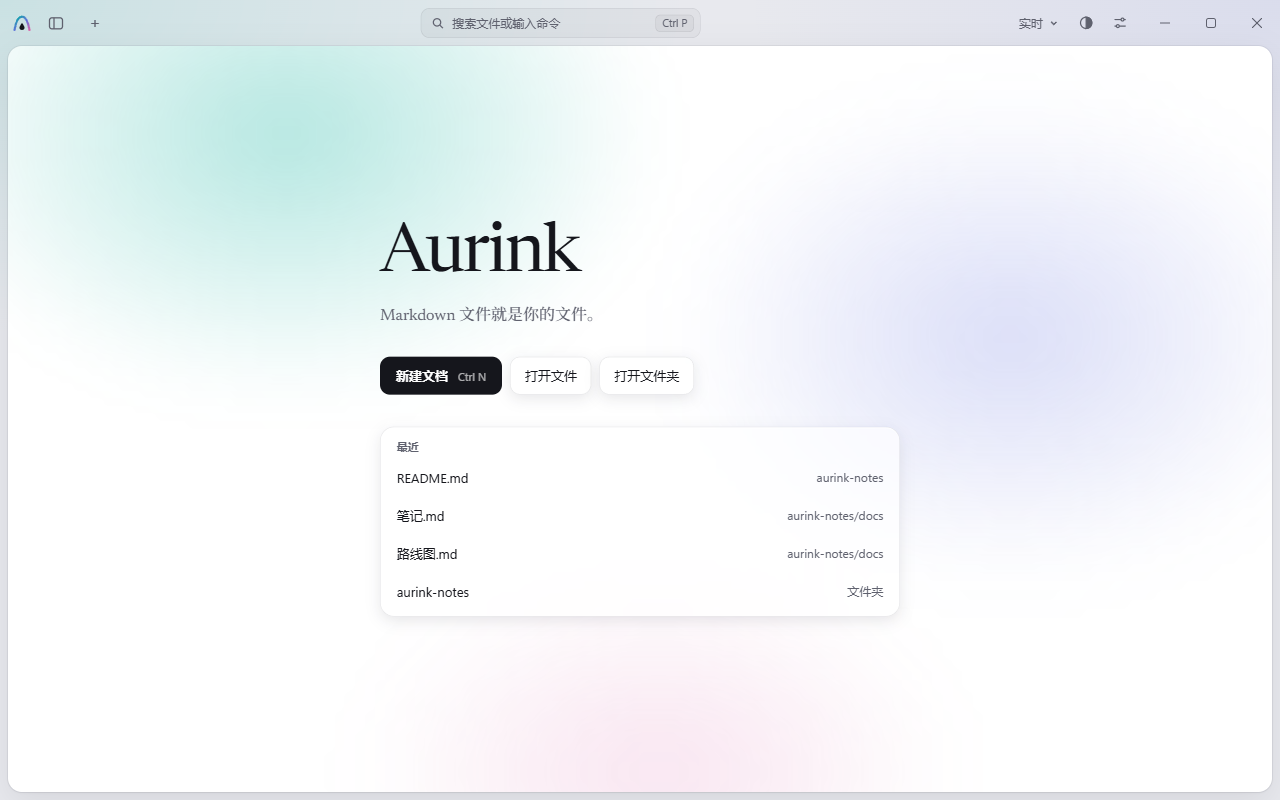 搜索文件或输入命令 Ctrl P
实时
Aurink
Markdown 文件就是你的文件。
新建文档 Ctrl N
打开文件
打开文件夹
最近
README.md aurink-notes
笔记.md aurink-notes/docs
路线图.md aurink-notes/docs
aurink-notes 文件夹